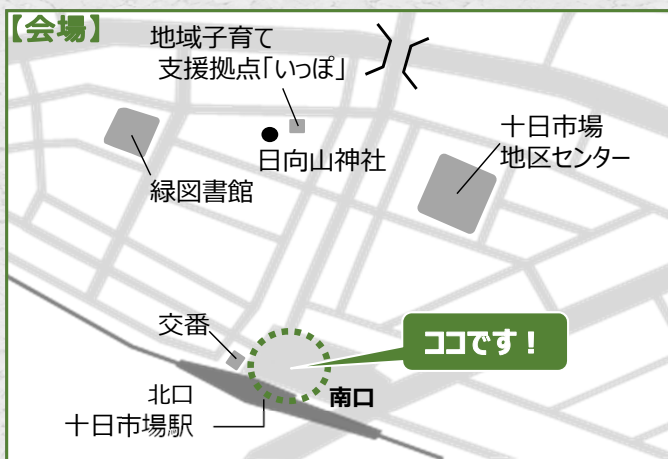 【会場】
地域子育て
支援拠点「いっぽ」
十日市場
地区センター
日向山神社
緑図書館
交番
ココです！
北口
南口
十日市場駅